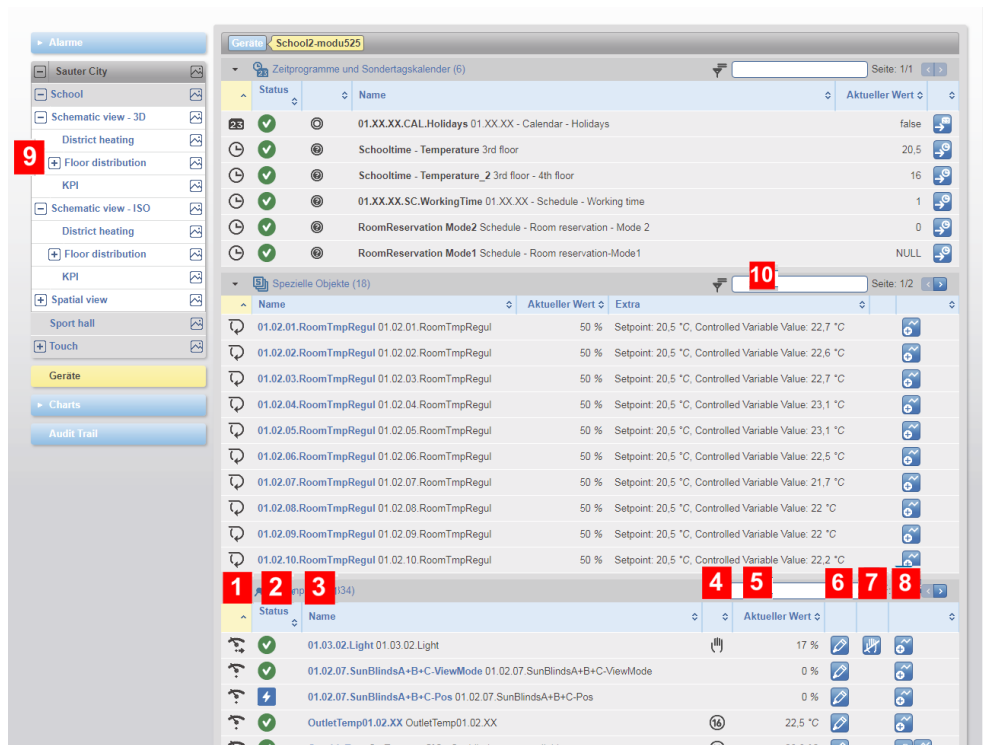 Alarme
Sauter City
School
Schematic view - 3D
District heating
9
Floor distribution
KPI
Schematic view - ISO
District heating
Floor distribution
KPI
Spatial view
Sport hall
Touch
Geräte
Charts
Audit Trail
Geräte School2-modu525
23 Zeitprogramme und Sondertagskalender (6) Seite: 1/1
Status Name Aktueller Wert
23 01.XX.XX.CAL.Holidays 01.XX.XX - Calendar - Holidays false
Schooltime - Temperature 3rd floor 20,5
Schooltime - Temperature_2 3rd floor - 4th floor 16
01.XX.XX.SC.WorkingTime 01.XX.XX - Schedule - Working time 1
RoomReservation Mode2 Schedule - Room reservation - Mode 2 0
RoomReservation Mode1 Schedule - Room reservation-Mode1 NULL
Spezielle Objekte (18) 10 Seite: 1/2
Name Aktueller Wert Extra
01.02.01.RoomTmpRegul 01.02.01.RoomTmpRegul 50 % Setpoint: 20,5 °C, Controlled Variable Value: 22,7 °C
01.02.02.RoomTmpRegul 01.02.02.RoomTmpRegul 50 % Setpoint: 20,5 °C, Controlled Variable Value: 22,6 °C
01.02.03.RoomTmpRegul 01.02.03.RoomTmpRegul 50 % Setpoint: 20,5 °C, Controlled Variable Value: 22,7 °C
01.02.04.RoomTmpRegul 01.02.04.RoomTmpRegul 50 % Setpoint: 20,5 °C, Controlled Variable Value: 23,1 °C
01.02.05.RoomTmpRegul 01.02.05.RoomTmpRegul 50 % Setpoint: 20,5 °C, Controlled Variable Value: 23,1 °C
01.02.06.RoomTmpRegul 01.02.06.RoomTmpRegul 50 % Setpoint: 20,5 °C, Controlled Variable Value: 22,5 °C
01.02.07.RoomTmpRegul 01.02.07.RoomTmpRegul 50 % Setpoint: 20,5 °C, Controlled Variable Value: 21,7 °C
01.02.08.RoomTmpRegul 01.02.08.RoomTmpRegul 50 % Setpoint: 20,5 °C, Controlled Variable Value: 22 °C
01.02.09.RoomTmpRegul 01.02.09.RoomTmpRegul 50 % Setpoint: 20,5 °C, Controlled Variable Value: 22 °C
01.02.10.RoomTmpRegul 01.02.10.RoomTmpRegul 50 % Setpoint: 20,5 °C, Controlled Variable Value: 22,2 °C
1 2 3 4 5 6 7 8
Status Name Aktueller Wert
01.03.02.Light 01.03.02.Light 17 %
01.02.07.SunBlindsA+B+C-ViewMode 01.02.07.SunBlindsA+B+C-ViewMode 0 %
01.02.07.SunBlindsA+B+C-Pos 01.02.07.SunBlindsA+B+C-Pos 0 %
OutletTemp01.02.XX OutletTemp01.02.XX 16 22,5 °C